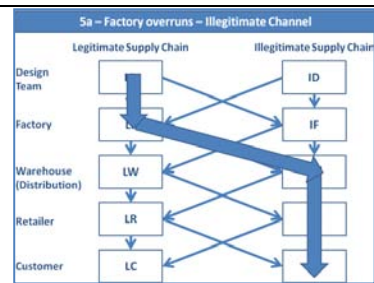 5a – Factory overruns – Illegitimate Channel
Legitimate Supply Chain Illegitimate Supply Chain
Design Team ID
Factory IF
Warehouse (Distribution) LW
Retailer LR
Customer LC